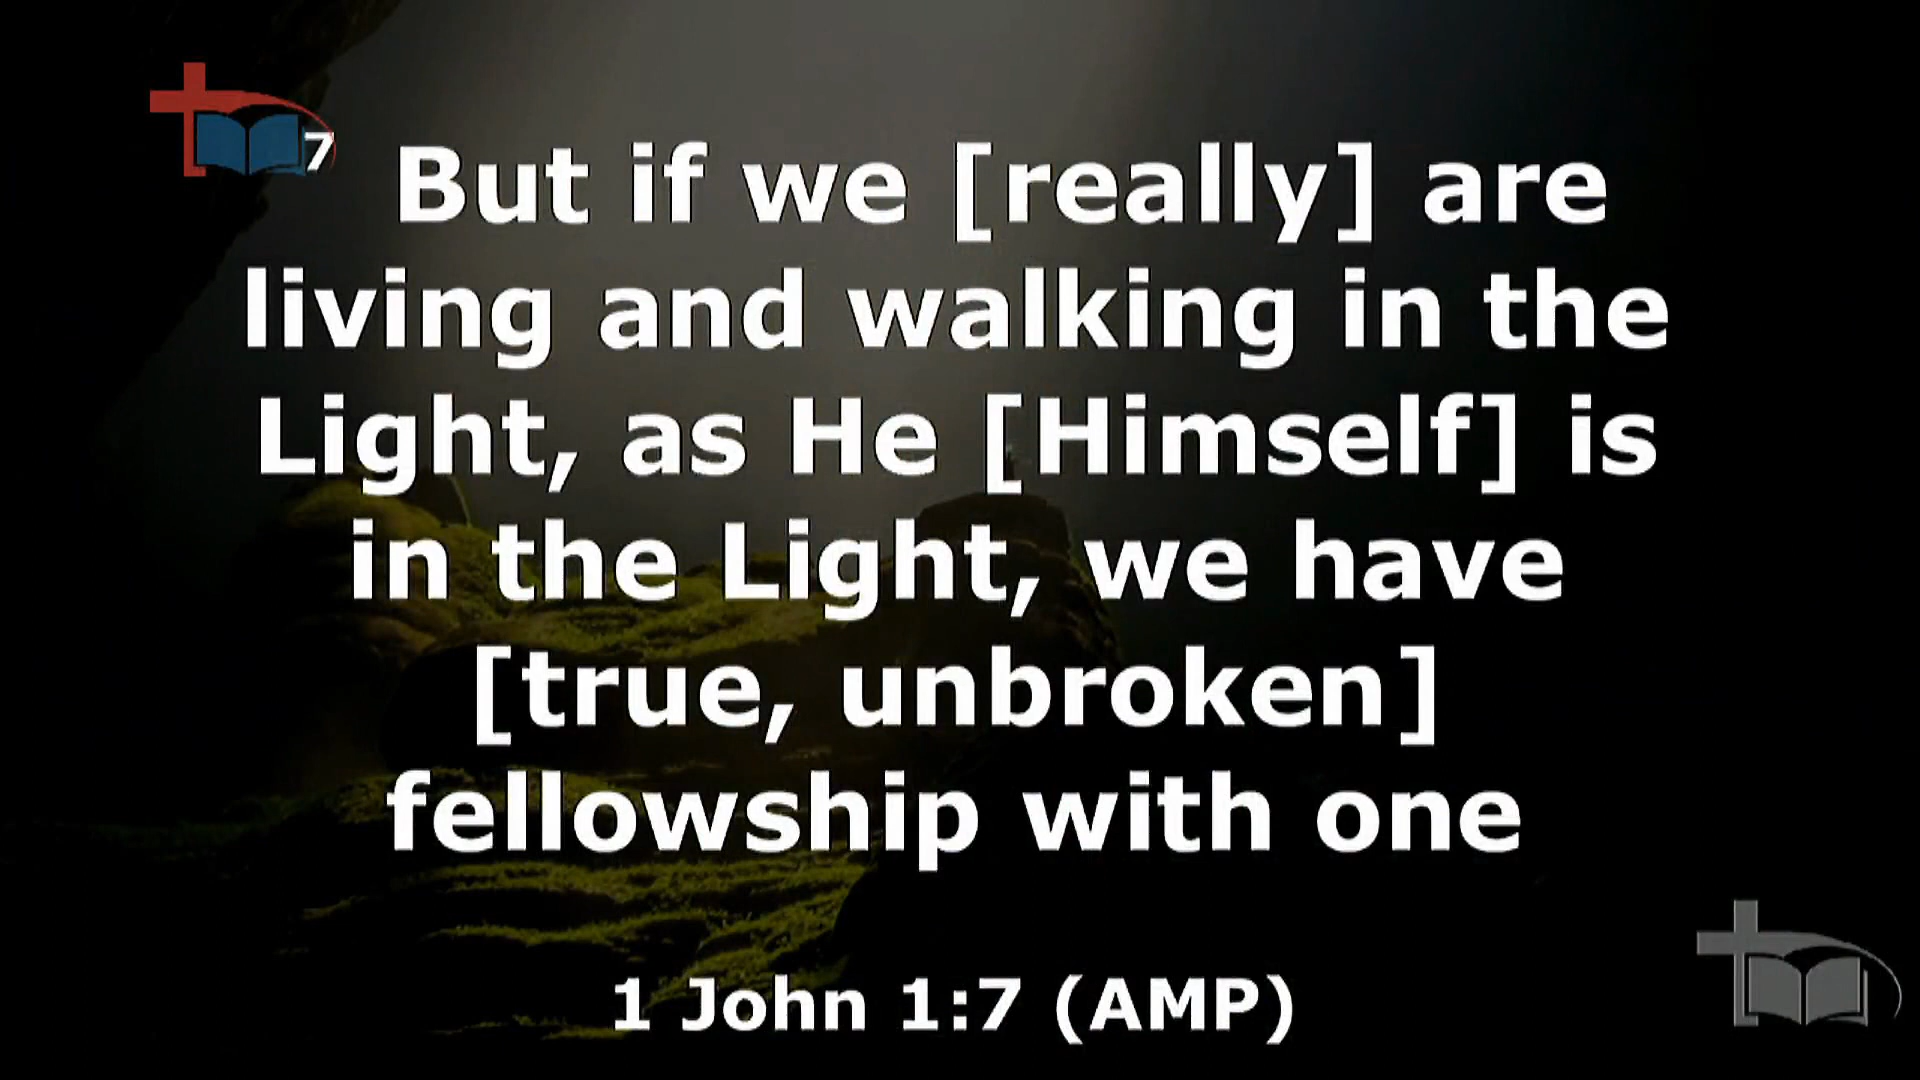 7 But if we [really] are
living and walking in the
Light, as He [Himself] is
in the Light, we have
[true, unbroken]
fellowship with one
1 John 1:7 (AMP)